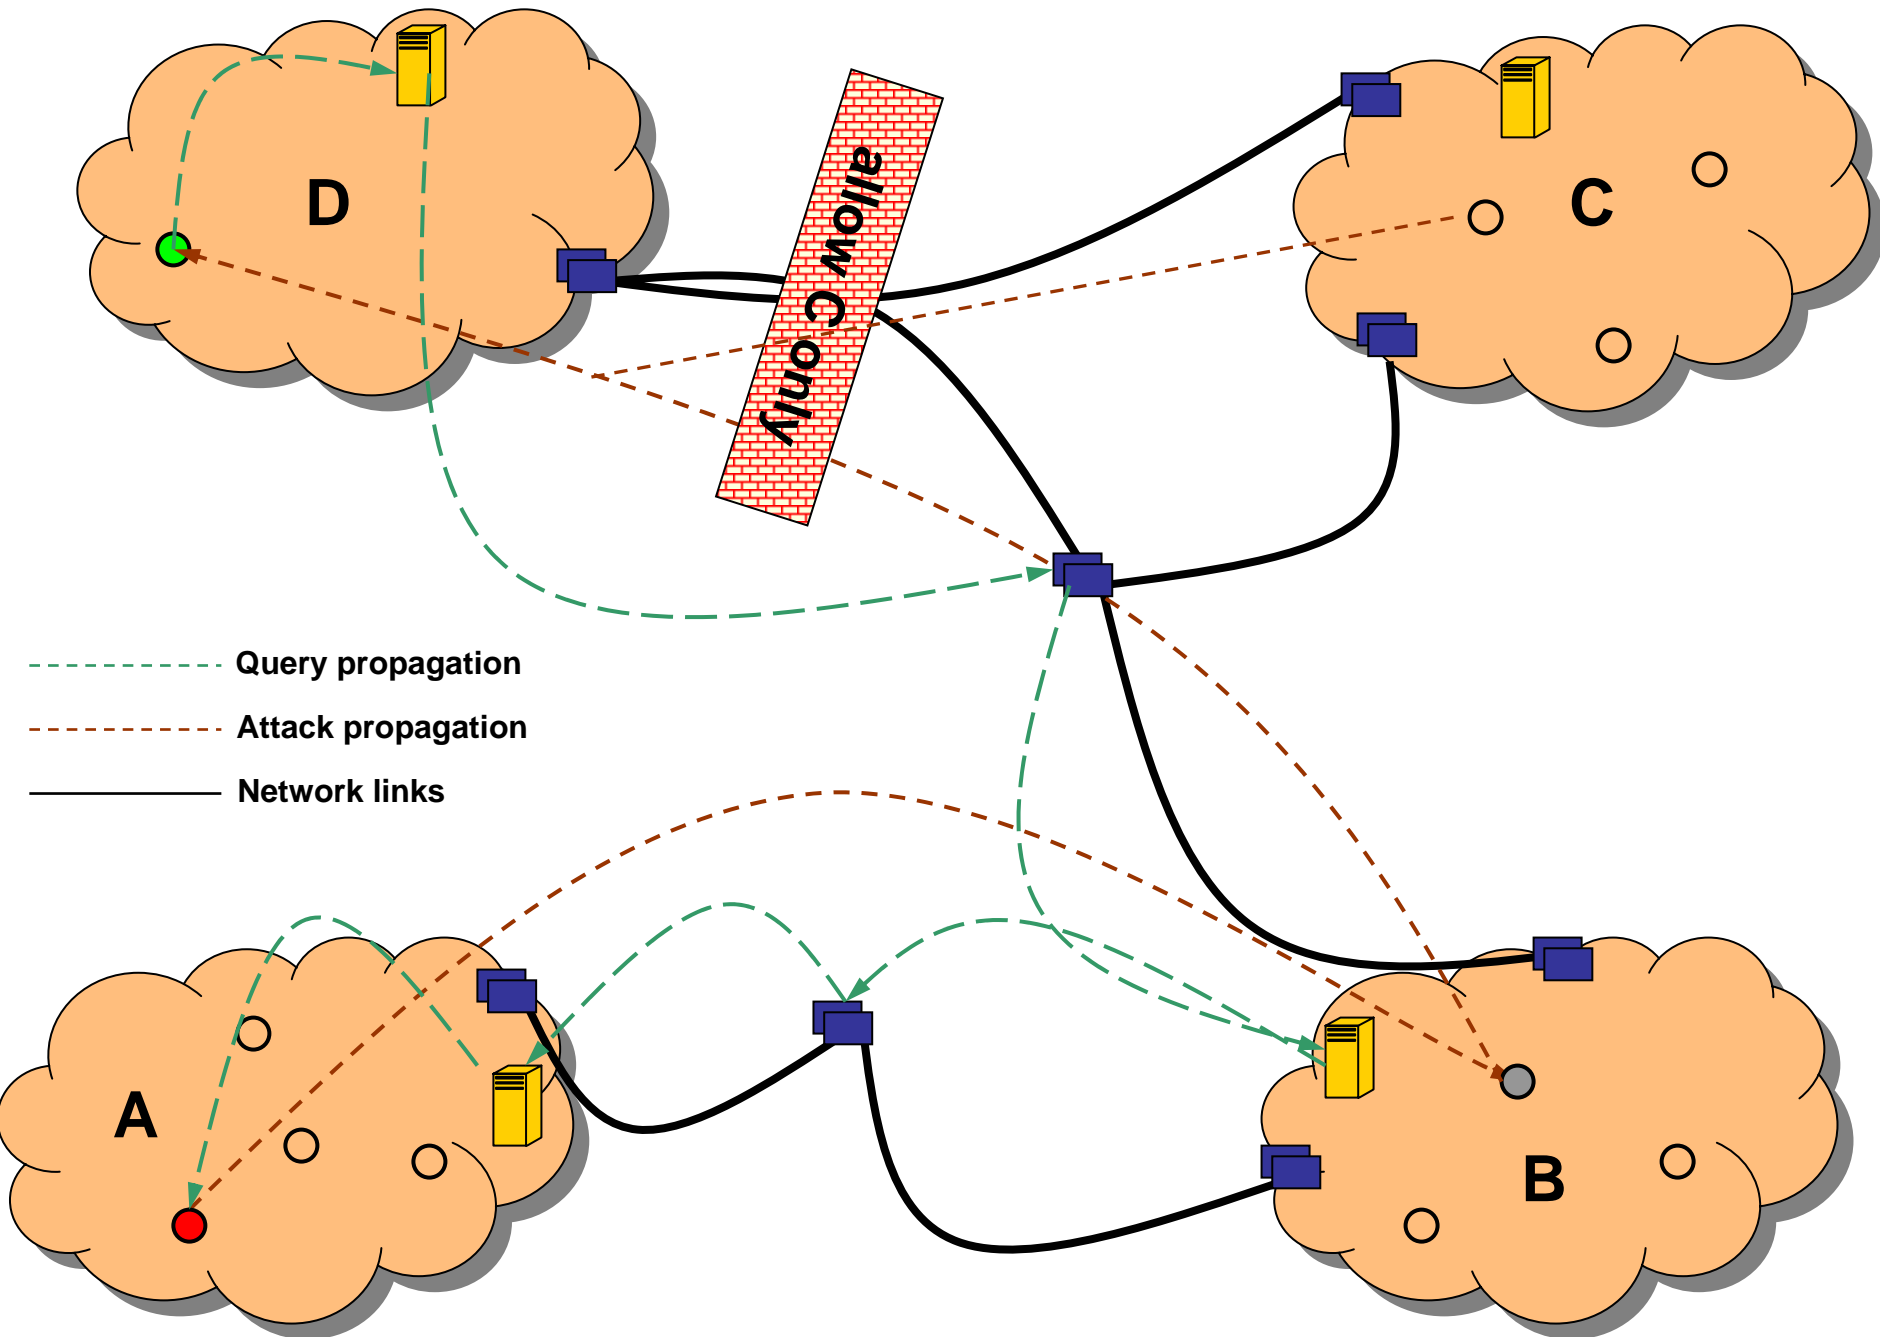 D
C
allow C only
Query propagation
Attack propagation
Network links
A
B